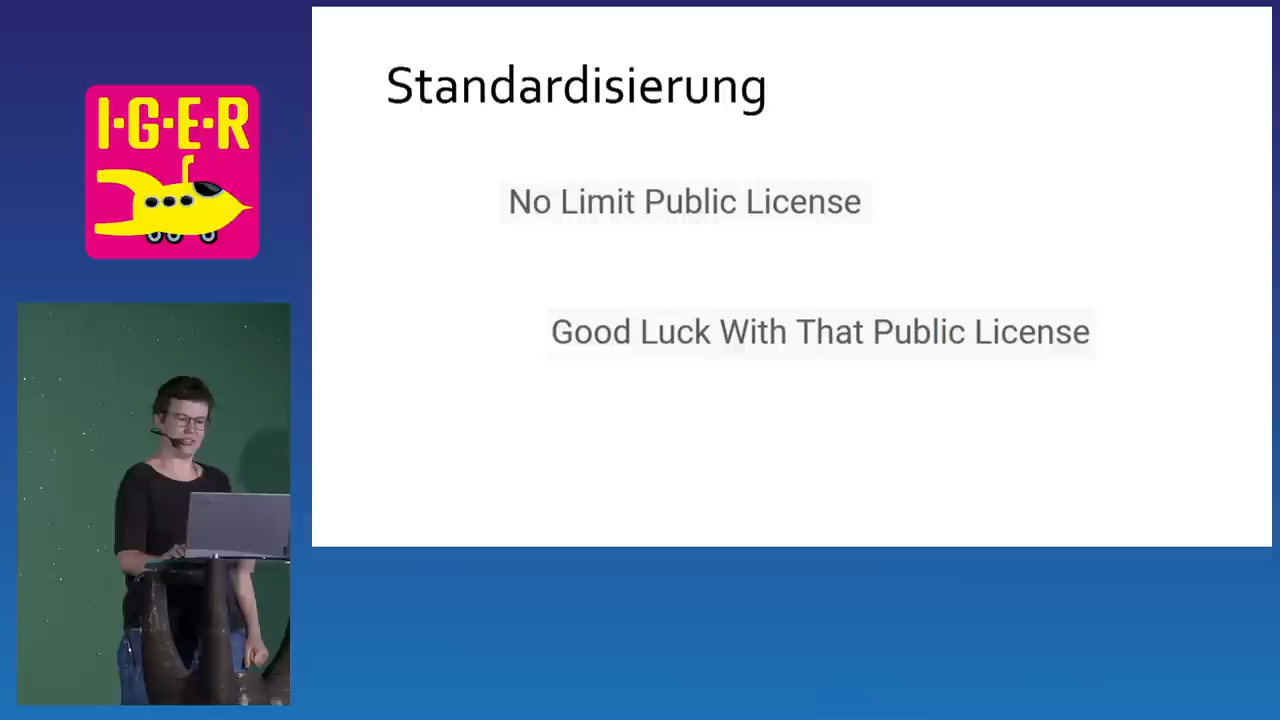 I·G·E·R
Standardisierung
No Limit Public License
Good Luck With That Public License